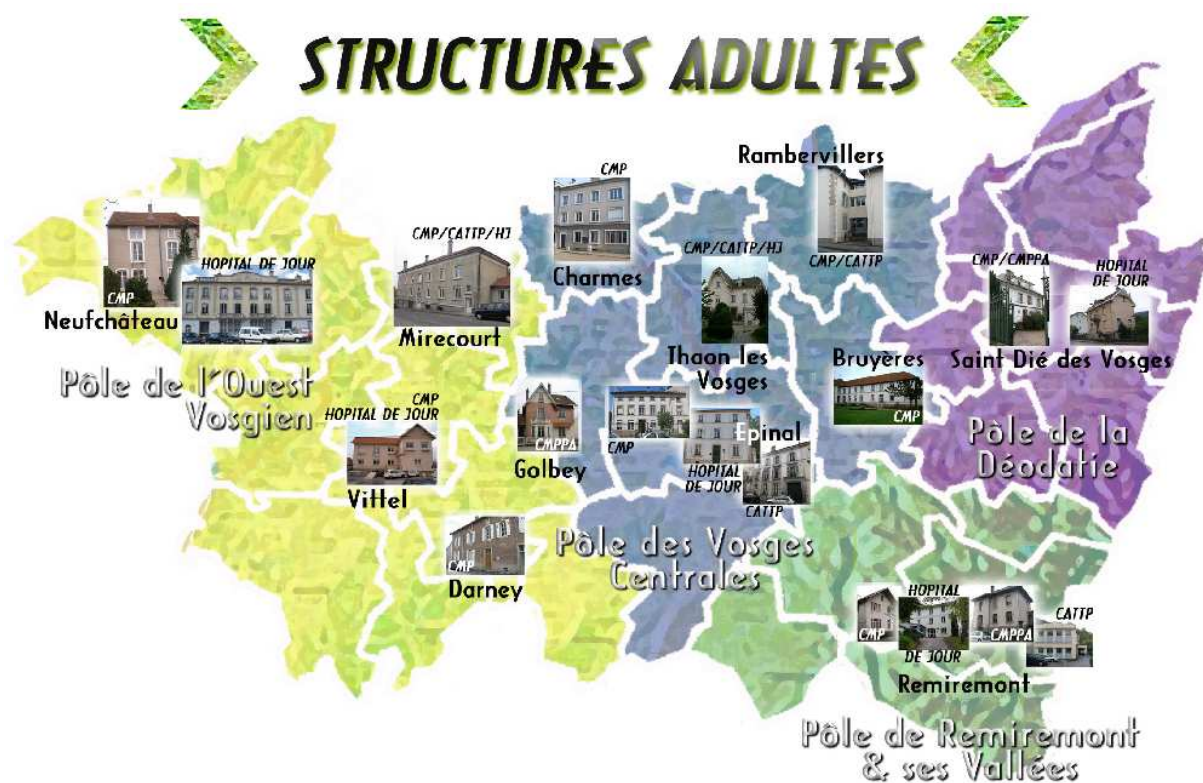 STRUCTURES ADULTES
Rambervillers
CMP
CMP/CATTP/HJ
CMP/CATTP/HJ
CMP/CATTP
CMP/CMPPA
HOPITAL
DE JOUR
HOPITAL DE JOUR
CMP
Charmes
Neufchâteau
Mirecourt
Thaon les
Vosges
Bruyères
Saint Dié des Vosges
Pôle de l'Ouest
Vosgien
CMP
HOPITAL DE JOUR
CMP
Epinal
Pôle de la
Déodatie
CMPPA
CMP
Golbey
HOPITAL
DE JOUR
Vittel
CATTP
Pôle des Vosges
Centrales
CMP
Darney
HOPITAL
CATTP
CMP
CMPPA
DE JOUR
Remiremont
Pôle de Remiremont
& ses Vallées